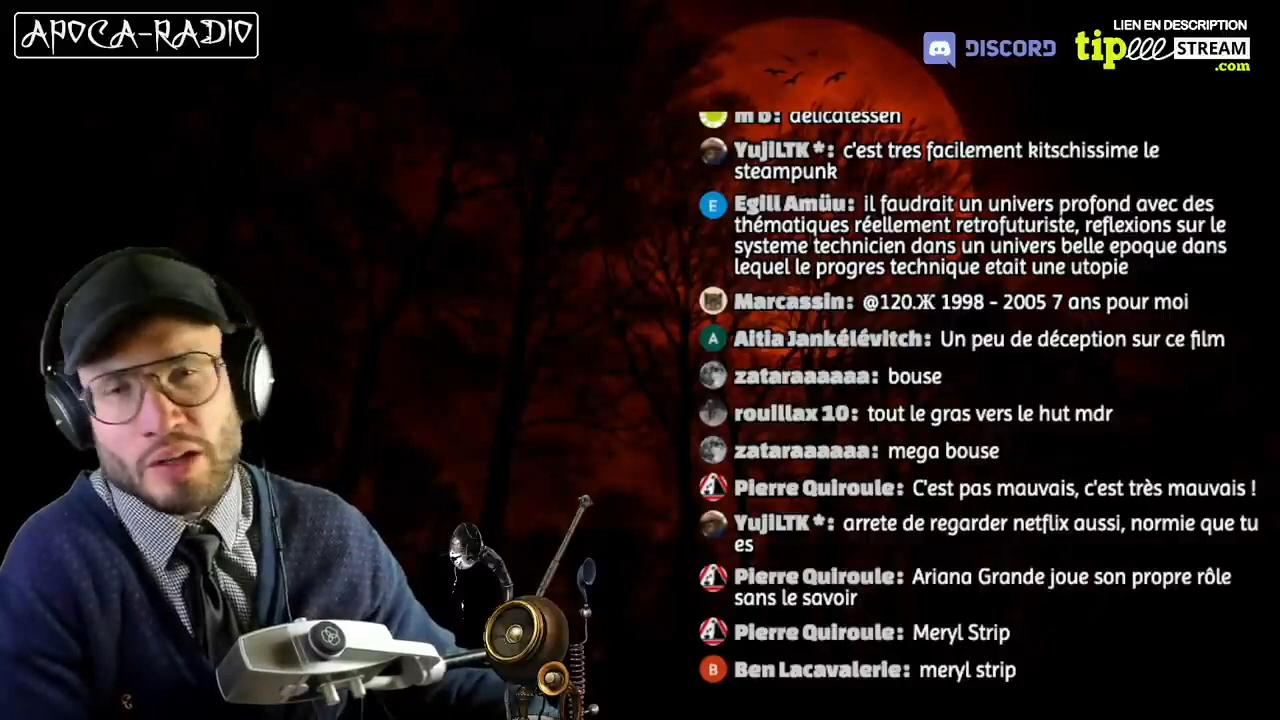 APOCA-RADIO
LIEN EN DESCRIPTION
DISCORD
tipeee STREAM
.com
m b: delicatessen
YujiLTK *: c'est tres facilement kitschissime le
steampunk
E Egill Amüu: il faudrait un univers profond avec des
thématiques réellement retrofuturiste, reflexions sur le
systeme technicien dans un univers belle epoque dans
lequel le progres technique etait une utopie
Marcassin: @120.Ж 1998 - 2005 7 ans pour moi
A Aitia Jankélévitch: Un peu de déception sur ce film
zataraaaaaa: bouse
rouillax 10: tout le gras vers le hut mdr
zataraaaaaa: mega bouse
Pierre Quiroule: C'est pas mauvais, c'est très mauvais !
YujiLTK *: arrete de regarder netflix aussi, normie que tu
es
Pierre Quiroule: Ariana Grande joue son propre rôle
sans le savoir
Pierre Quiroule: Meryl Strip
B Ben Lacavalerie: meryl strip